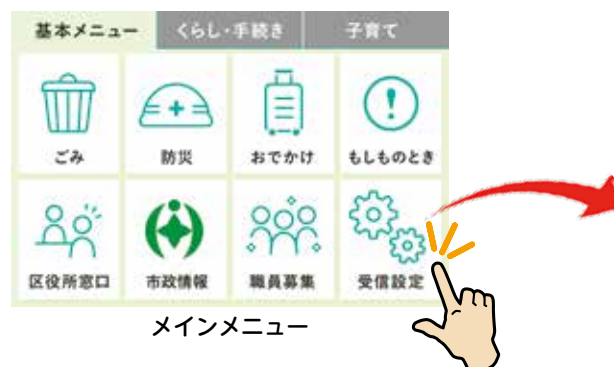 基本メニュー くらし・手続き 子育て
ごみ 防災 おでかけ もしものとき
区役所窓口 市政情報 職員募集 受信設定
メインメニュー